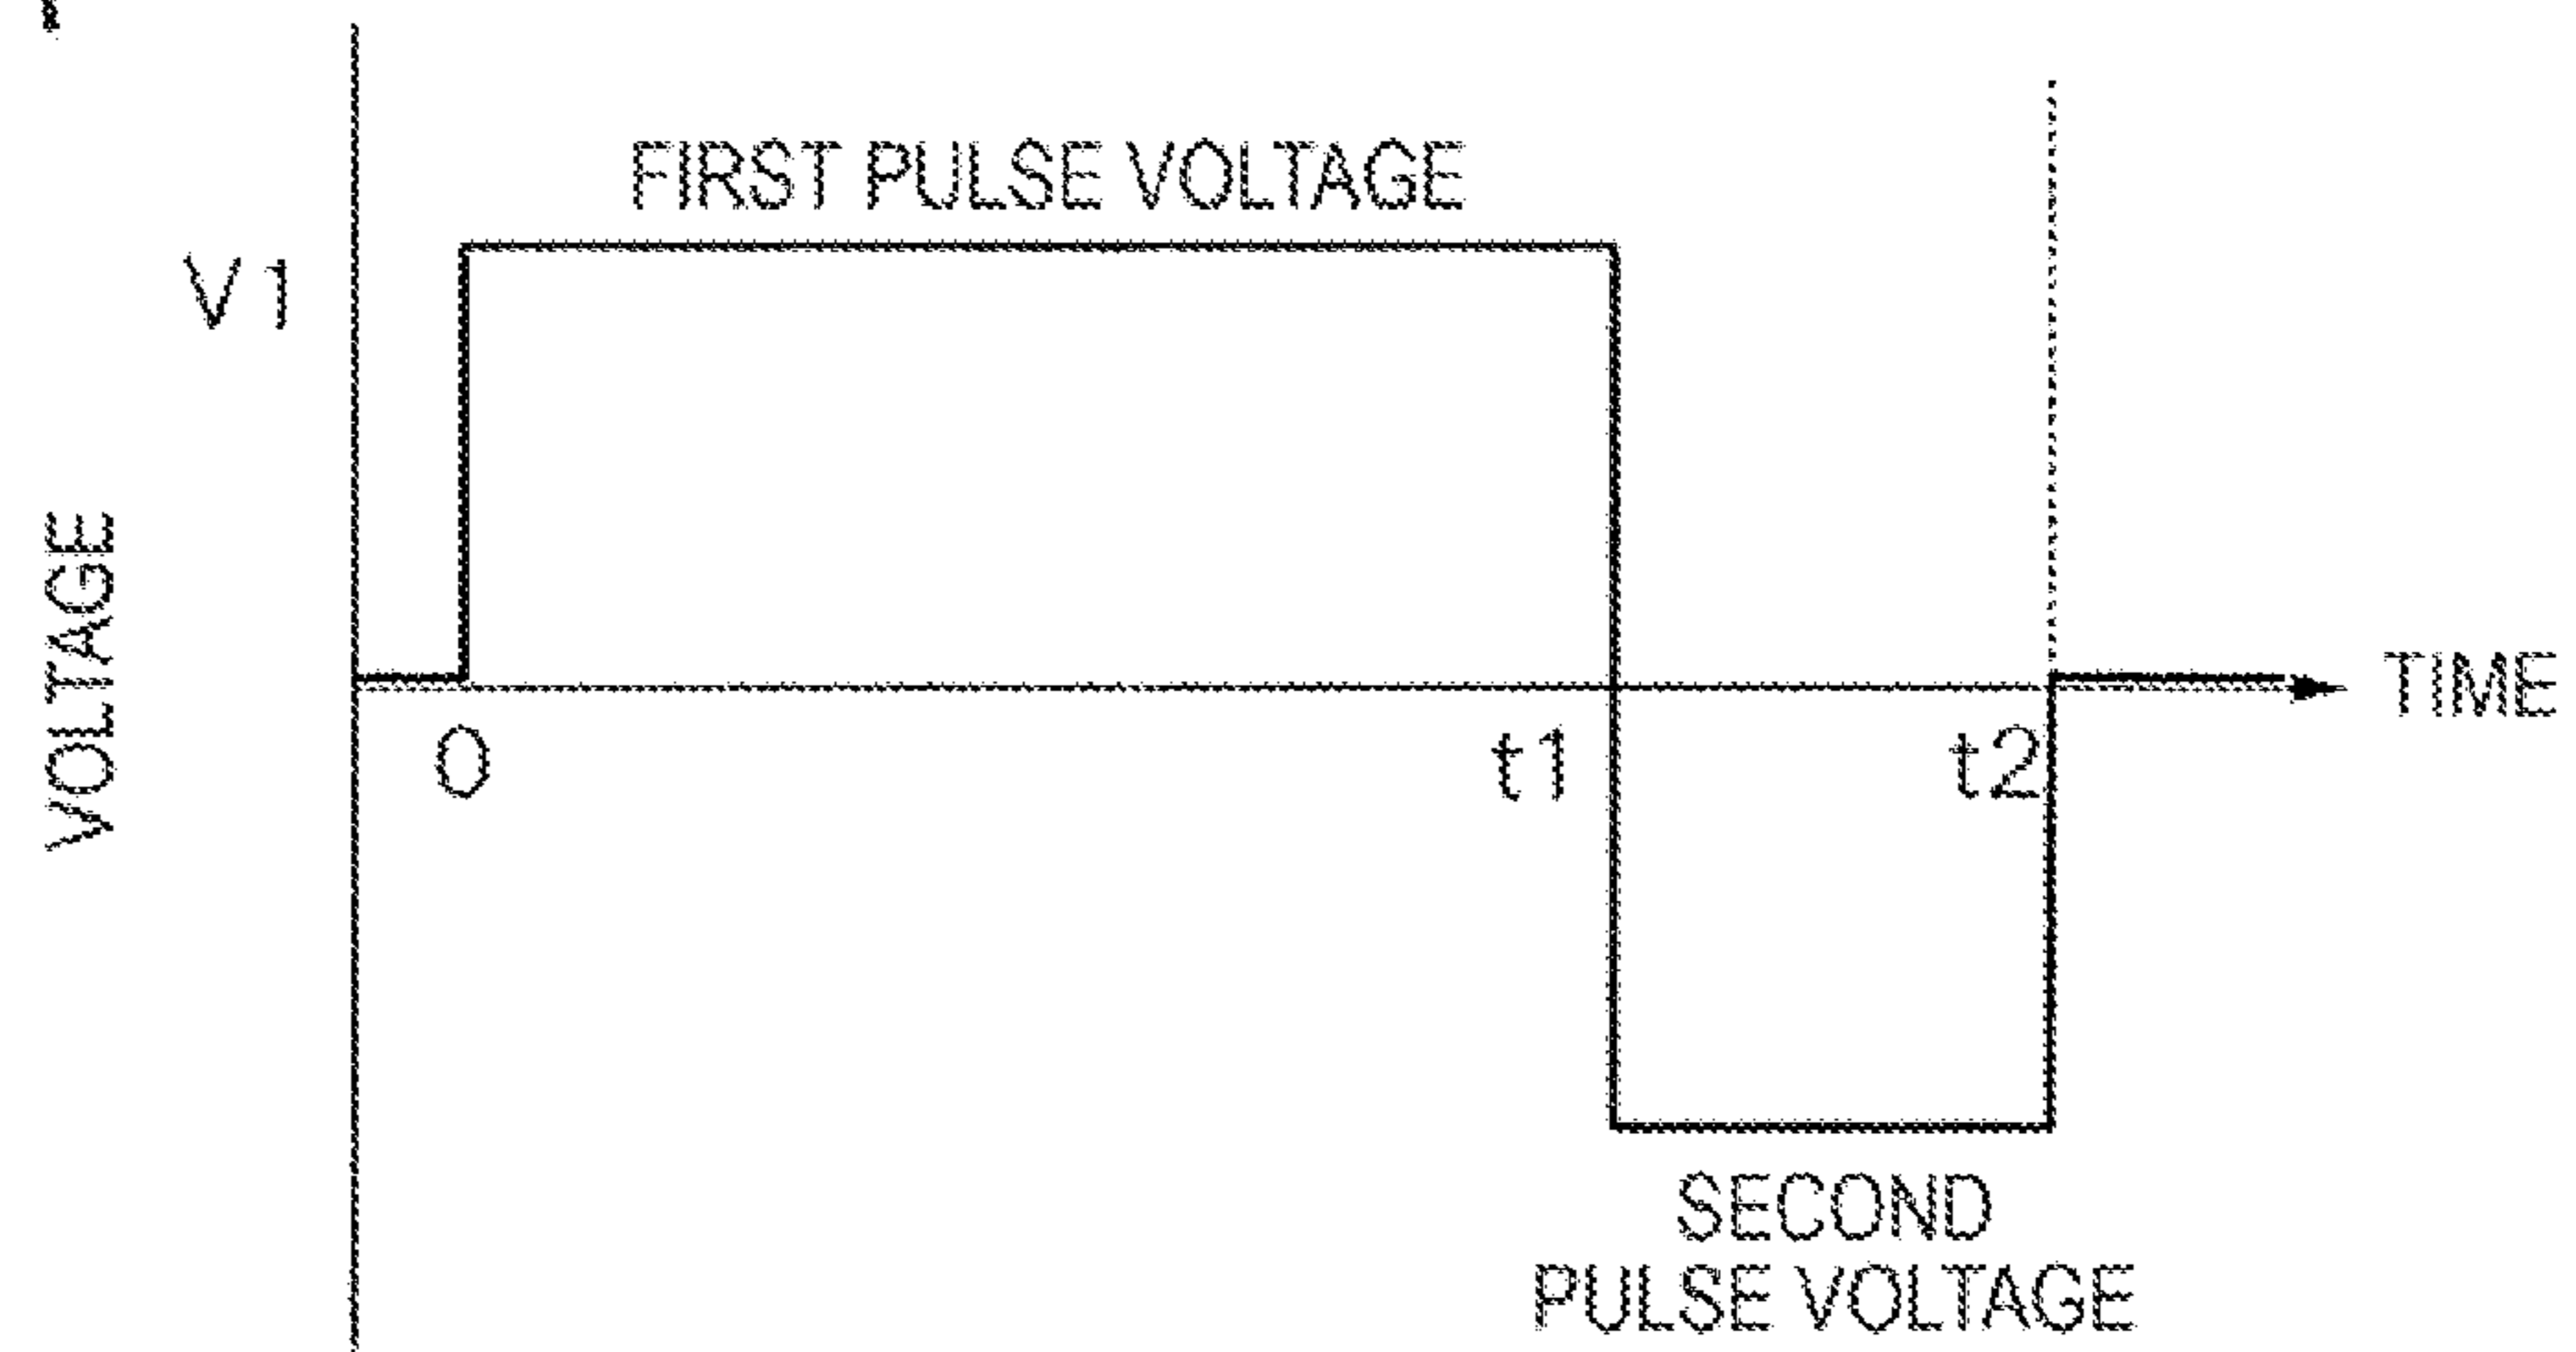 FIRST PULSE VOLTAGE
V1
VOLTAGE
TIME
0
t1
t2
SECOND
PULSE VOLTAGE